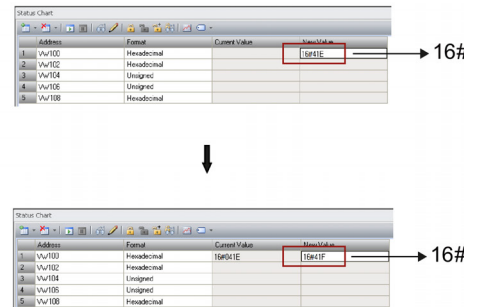 Status Chart
Address Format Current Value New Value
1 VW100 Hexadecimal 16#41E → 16#
2 VW102 Hexadecimal
3 VW104 Unsigned
4 VW106 Unsigned
5 VW108 Hexadecimal
Status Chart
Address Format Current Value New Value
1 VW100 Hexadecimal 16#041E 16#41F → 16#
2 VW102 Hexadecimal
3 VW104 Unsigned
4 VW106 Unsigned
5 VW108 Hexadecimal